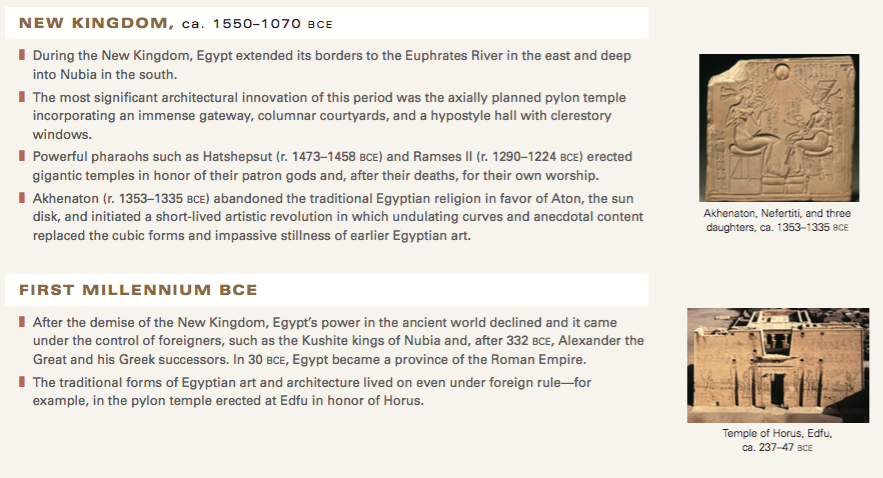 NEW KINGDOM, ca. 1550–1070 BCE
During the New Kingdom, Egypt extended its borders to the Euphrates River in the east and deep
into Nubia in the south.
The most significant architectural innovation of this period was the axially planned pylon temple
incorporating an immense gateway, columnar courtyards, and a hypostyle hall with clerestory
windows.
Powerful pharaohs such as Hatshepsut (r. 1473–1458 BCE) and Ramses II (r. 1290–1224 BCE) erected
gigantic temples in honor of their patron gods and, after their deaths, for their own worship.
Akhenaton (r. 1353–1335 BCE) abandoned the traditional Egyptian religion in favor of Aton, the sun
disk, and initiated a short-lived artistic revolution in which undulating curves and anecdotal content
replaced the cubic forms and impassive stillness of earlier Egyptian art.
Akhenaton, Nefertiti, and three
daughters, ca. 1353–1335 BCE
FIRST MILLENNIUM BCE
After the demise of the New Kingdom, Egypt's power in the ancient world declined and it came
under the control of foreigners, such as the Kushite kings of Nubia and, after 332 BCE, Alexander the
Great and his Greek successors. In 30 BCE, Egypt became a province of the Roman Empire.
The traditional forms of Egyptian art and architecture lived on even under foreign rule—for
example, in the pylon temple erected at Edfu in honor of Horus.
Temple of Horus, Edfu,
ca. 237–47 BCE